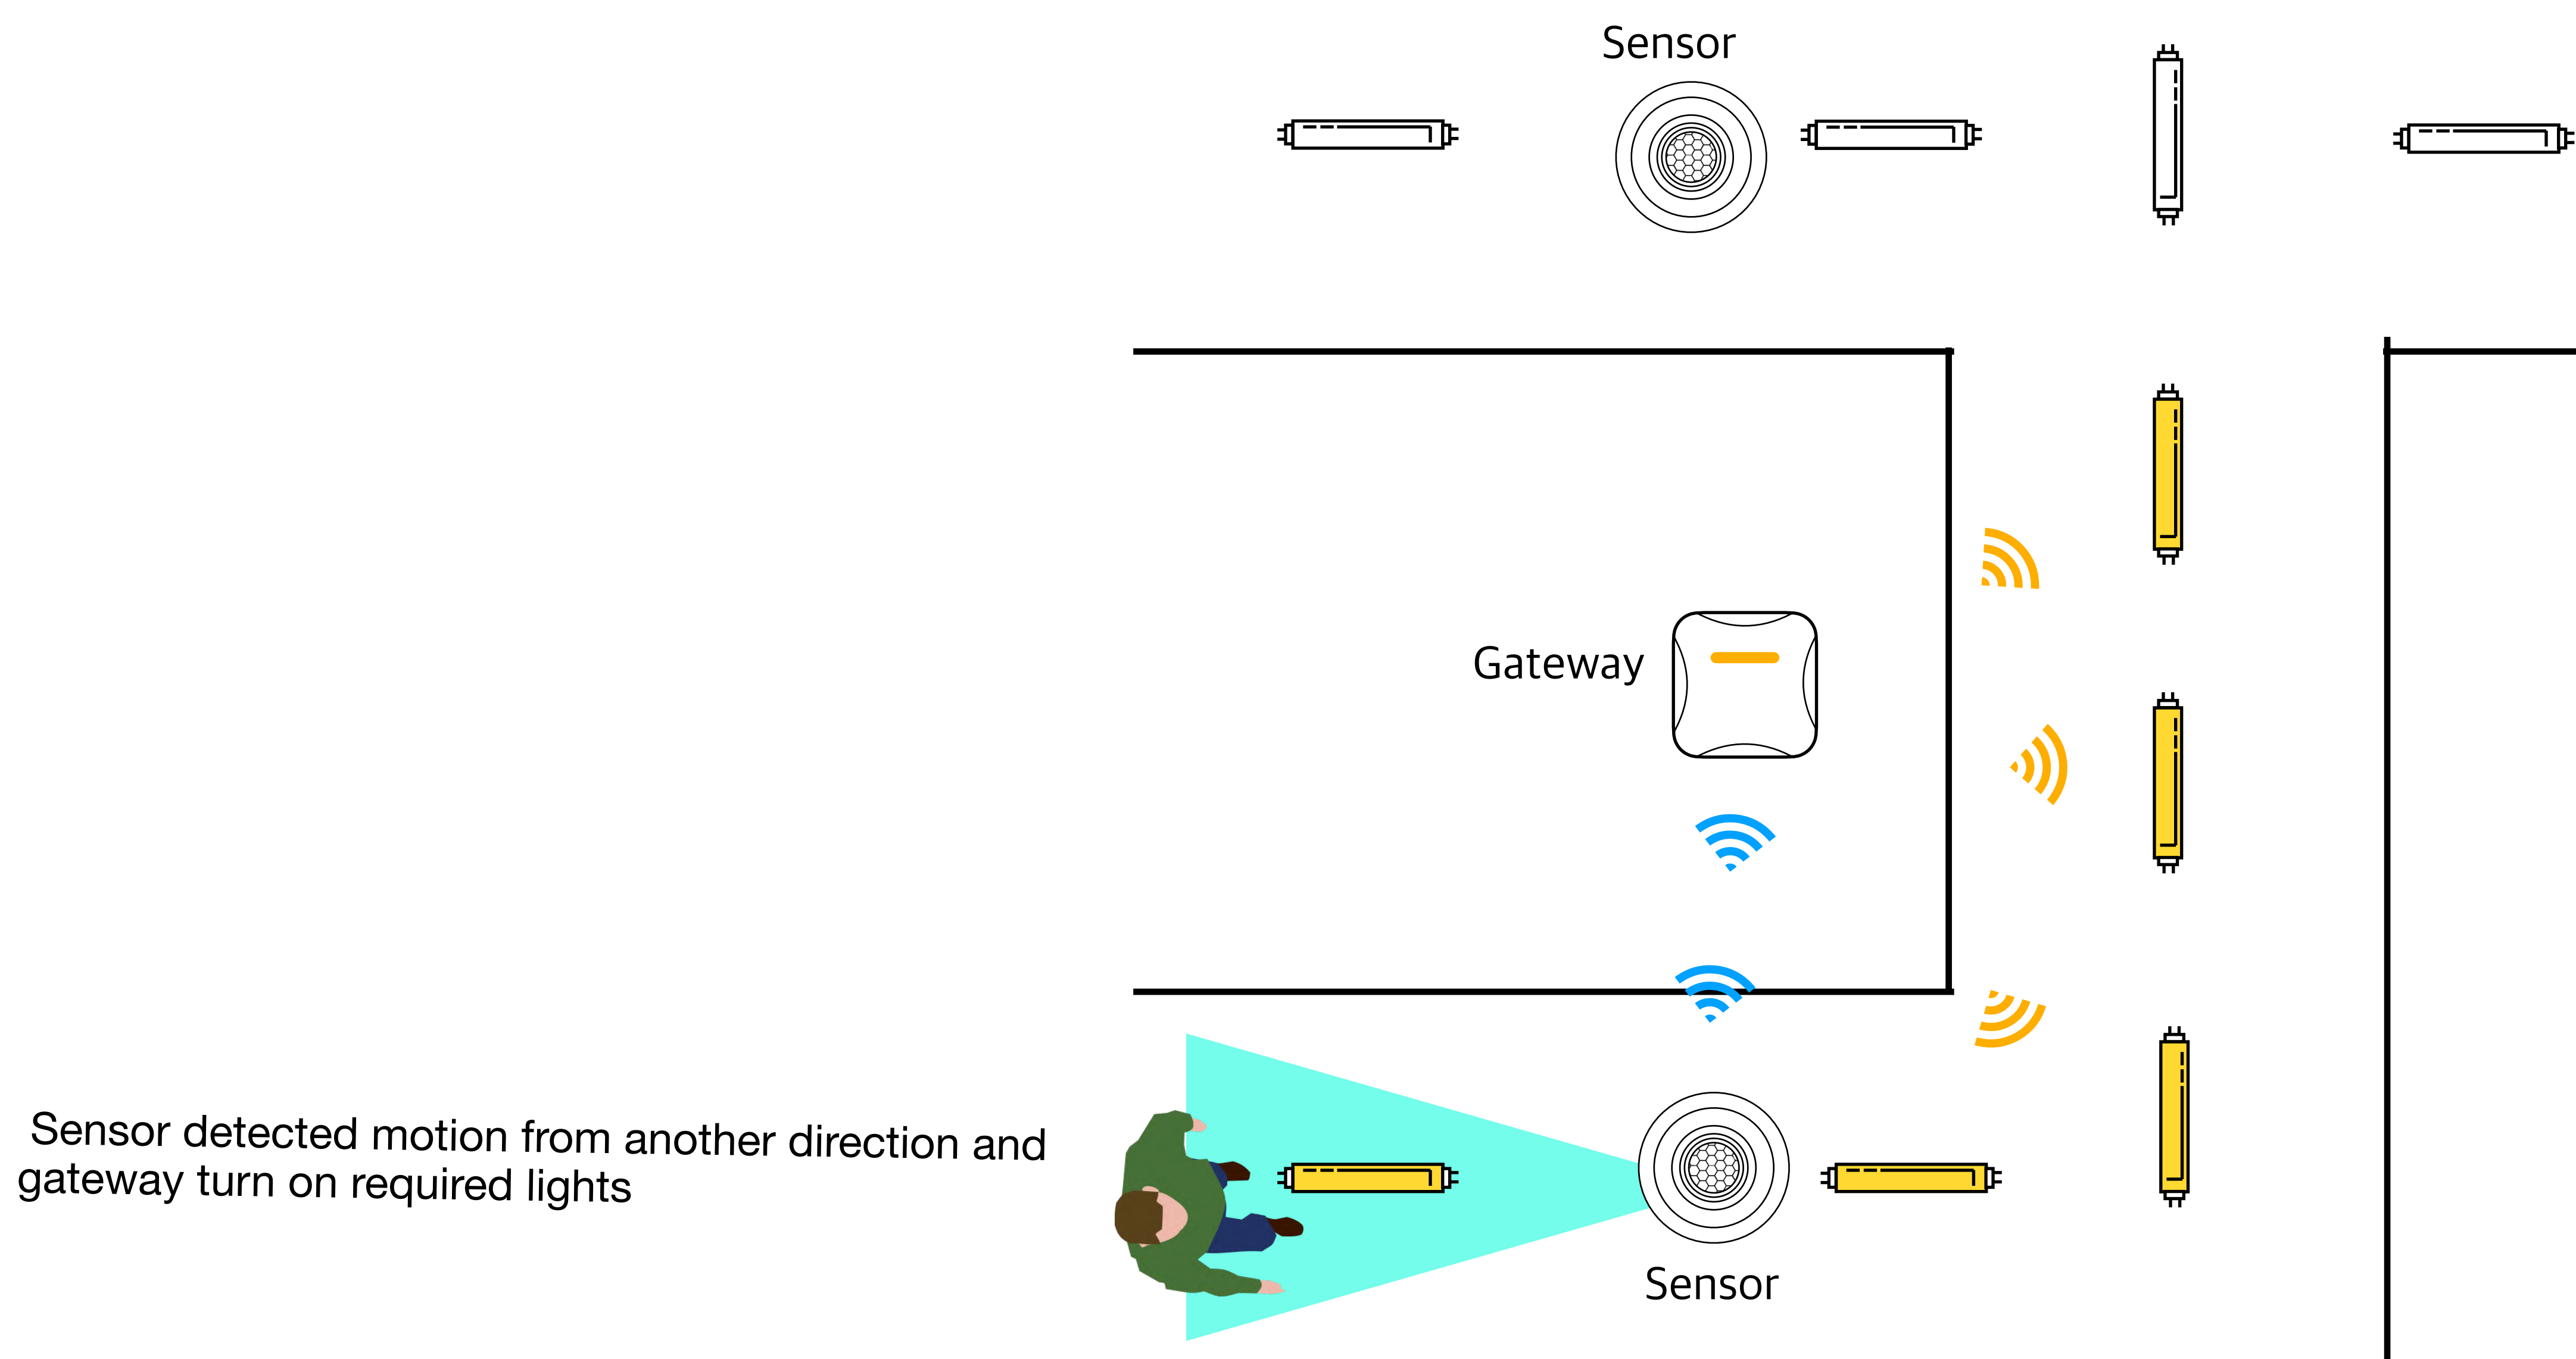 Sensor
Gateway
Sensor detected motion from another direction and
gateway turn on required lights
Sensor